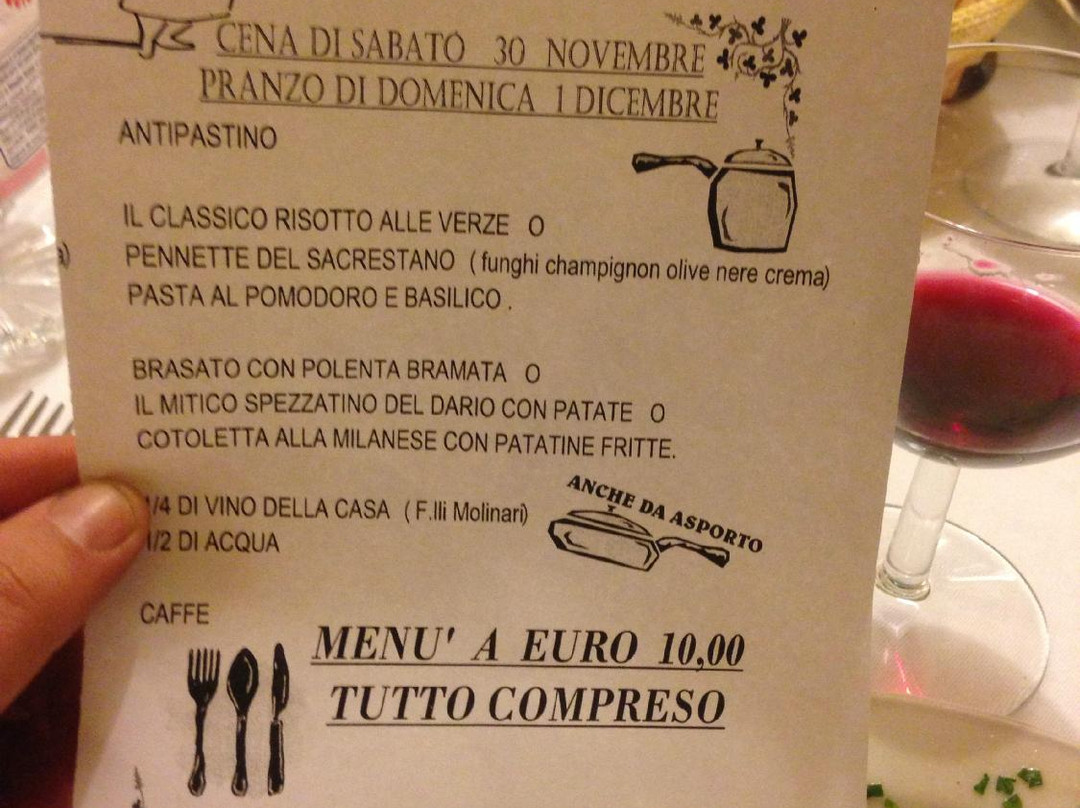 CENA DI SABATO 30 NOVEMBRE
PRANZO DI DOMENICA 1 DICEMBRE
ANTIPASTINO
IL CLASSICO RISOTTO ALLE VERZE O
PENNETTE DEL SACRESTANO ( funghi champignon olive nere crema)
PASTA AL POMODORO E BASILICO .
BRASATO CON POLENTA BRAMATA O
IL MITICO SPEZZATINO DEL DARIO CON PATATE O
COTOLETTA ALLA MILANESE CON PATATINE FRITTE.
1/4 DI VINO DELLA CASA ( F.lli Molinari)
1/2 DI ACQUA
ANCHE DA ASPORTO
CAFFE
MENU' A EURO 10,00
TUTTO COMPRESO